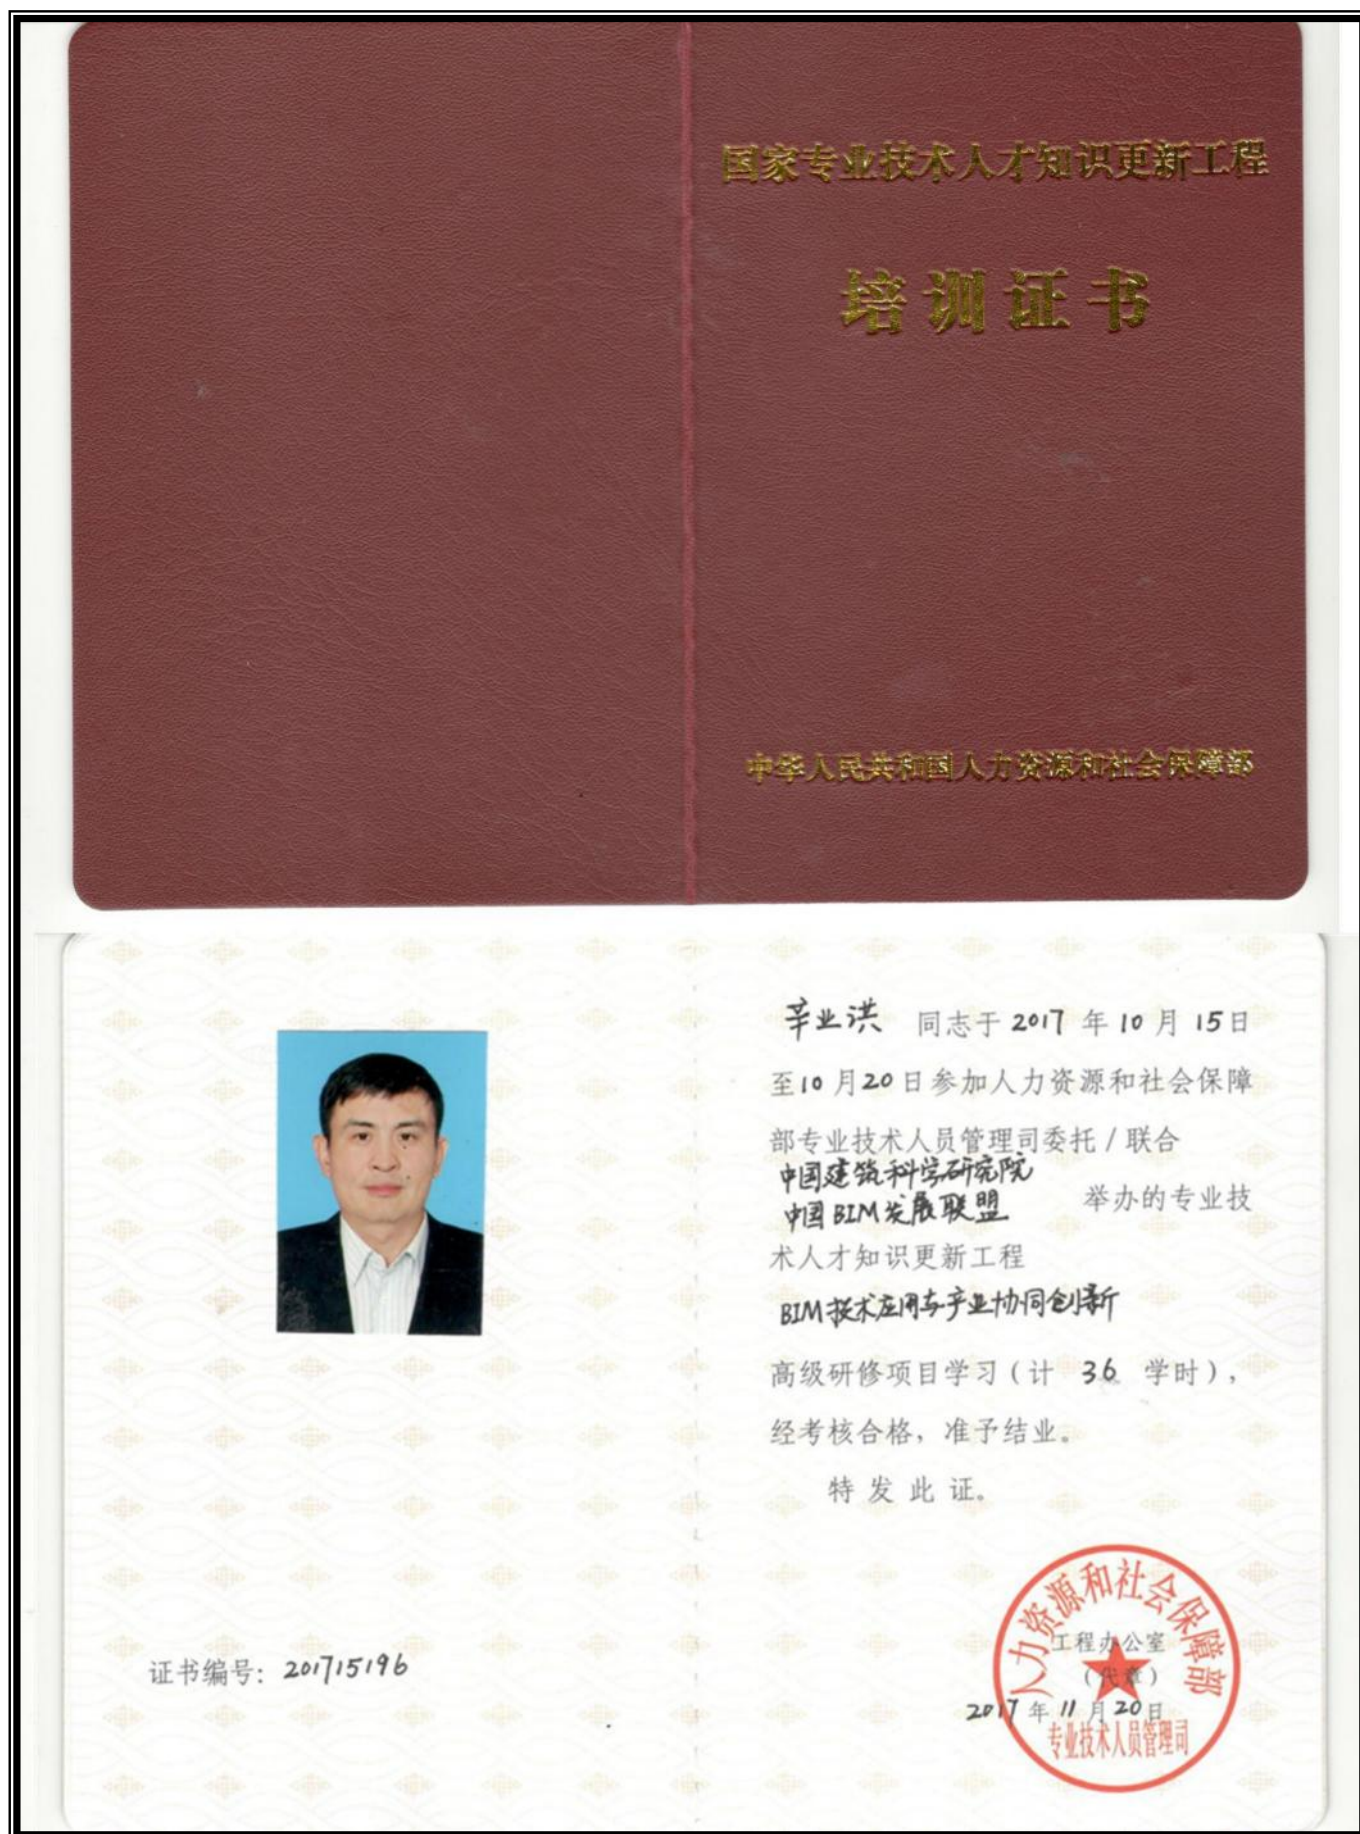 国家专业技术人才知识更新工程
培训证书
中华人民共和国人力资源和社会保障部
辛业洪 同志于 2017 年 10 月 15 日
至 10 月 20 日参加人力资源和社会保障
部专业技术人员管理司委托 / 联合
中国建筑科学研究院
中国BIM发展联盟 举办的专业技
术人才知识更新工程
BIM技术应用与产业协同创新
高级研修项目学习（计 36 学时），
经考核合格，准予结业。
特发此证。
人力资源和社会保障部
工程办公室
（代章）
2017 年 11 月 20 日
专业技术人员管理司
证书编号：201715196